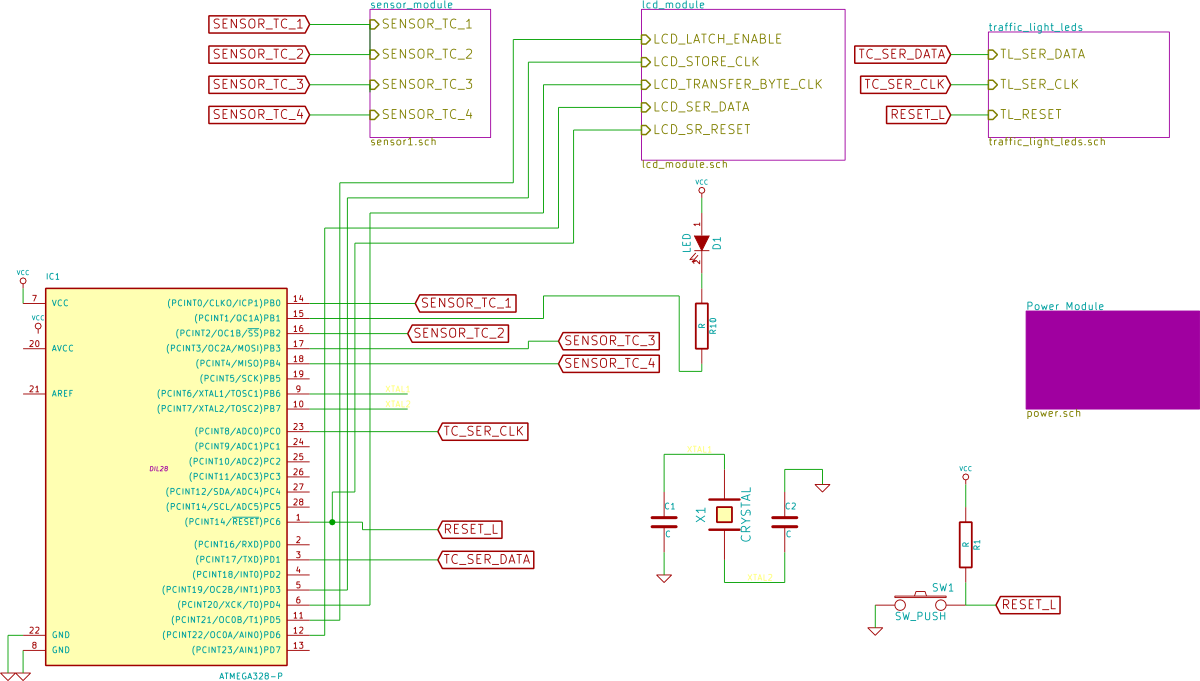 sensor_module
SENSOR_TC_1
SENSOR_TC_1
SENSOR_TC_2
SENSOR_TC_2
SENSOR_TC_3
SENSOR_TC_3
SENSOR_TC_4
SENSOR_TC_4
sensor1.sch
lcd_module
LCD_LATCH_ENABLE
LCD_STORE_CLK
LCD_TRANSFER_BYTE_CLK
LCD_SER_DATA
LCD_SR_RESET
lcd_module.sch
traffic_light_leds
TC_SER_DATA
TL_SER_DATA
TC_SER_CLK
TL_SER_CLK
RESET_L
TL_RESET
traffic_light_leds.sch
VCC
1
LED
D1
2
R
R10
Power Module
power.sch
VCC
IC1
7
VCC
VCC
20
AVCC
21
AREF
DIL28
22
GND
8
GND
(PCINT0/CLKO/ICP1)PB0
14
SENSOR_TC_1
(PCINT1/OC1A)PB1
15
(PCINT2/OC1B/SS)PB2
16
SENSOR_TC_2
(PCINT3/OC2A/MOSI)PB3
17
SENSOR_TC_3
(PCINT4/MISO)PB4
18
SENSOR_TC_4
(PCINT5/SCK)PB5
19
(PCINT6/XTAL1/TOSC1)PB6
9
XTAL1
(PCINT7/XTAL2/TOSC2)PB7
10
XTAL2
(PCINT8/ADC0)PC0
23
TC_SER_CLK
(PCINT9/ADC1)PC1
24
(PCINT10/ADC2)PC2
25
(PCINT11/ADC3)PC3
26
(PCINT12/SDA/ADC4)PC4
27
(PCINT14/SCL/ADC5)PC5
28
(PCINT14/RESET)PC6
1
RESET_L
(PCINT16/RXD)PD0
2
(PCINT17/TXD)PD1
3
TC_SER_DATA
(PCINT18/INT0)PD2
4
(PCINT19/OC2B/INT1)PD3
5
(PCINT20/XCK/T0)PD4
6
(PCINT21/OC0B/T1)PD5
11
(PCINT22/OC0A/AIN0)PD6
12
(PCINT23/AIN1)PD7
13
ATMEGA328-P
XTAL1
C1
C
X1
CRYSTAL
C2
C
XTAL2
VCC
R
R1
SW1
SW_PUSH
RESET_L